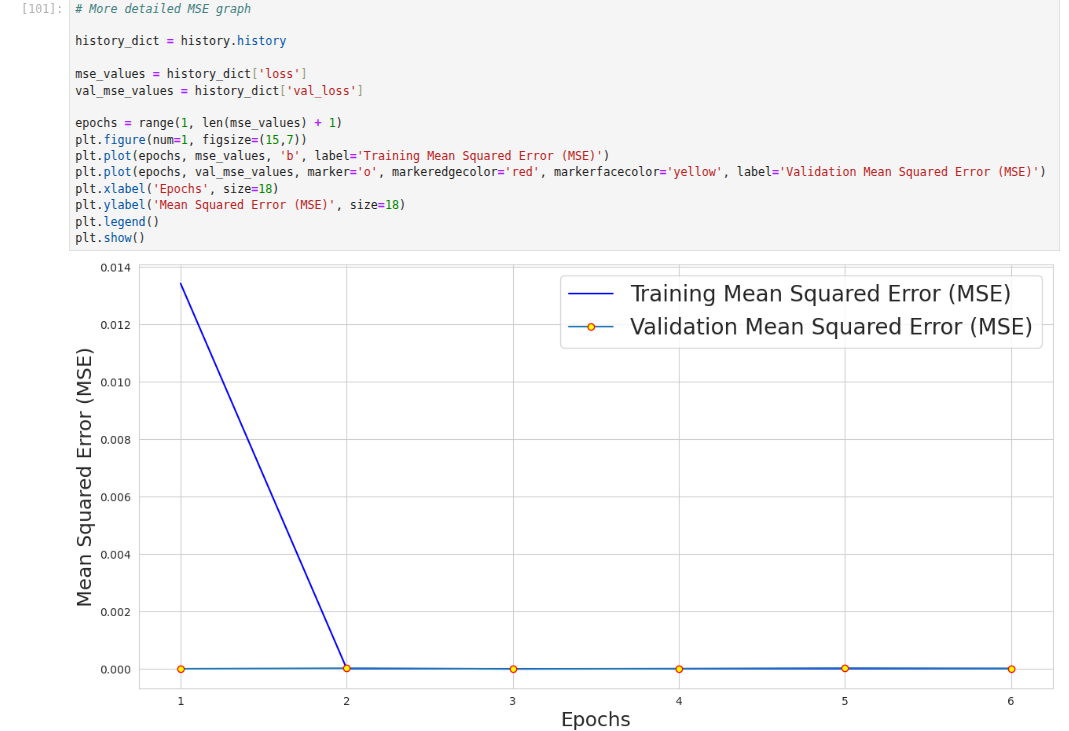 [101]: # More detailed MSE graph
history_dict = history.history
mse_values = history_dict['loss']
val_mse_values = history_dict['val_loss']
epochs = range(1, len(mse_values) + 1)
plt.figure(num=1, figsize=(15,7))
plt.plot(epochs, mse_values, 'b', label='Training Mean Squared Error (MSE)')
plt.plot(epochs, val_mse_values, marker='o', markeredgecolor='red', markerfacecolor='yellow', label='Validation Mean Squared Error (MSE)')
plt.xlabel('Epochs', size=18)
plt.ylabel('Mean Squared Error (MSE)', size=18)
plt.legend()
plt.show()
Mean Squared Error (MSE)
0.014
0.012
0.010
0.008
0.006
0.004
0.002
0.000
Training Mean Squared Error (MSE)
Validation Mean Squared Error (MSE)
1 2 3 4 5 6
Epochs